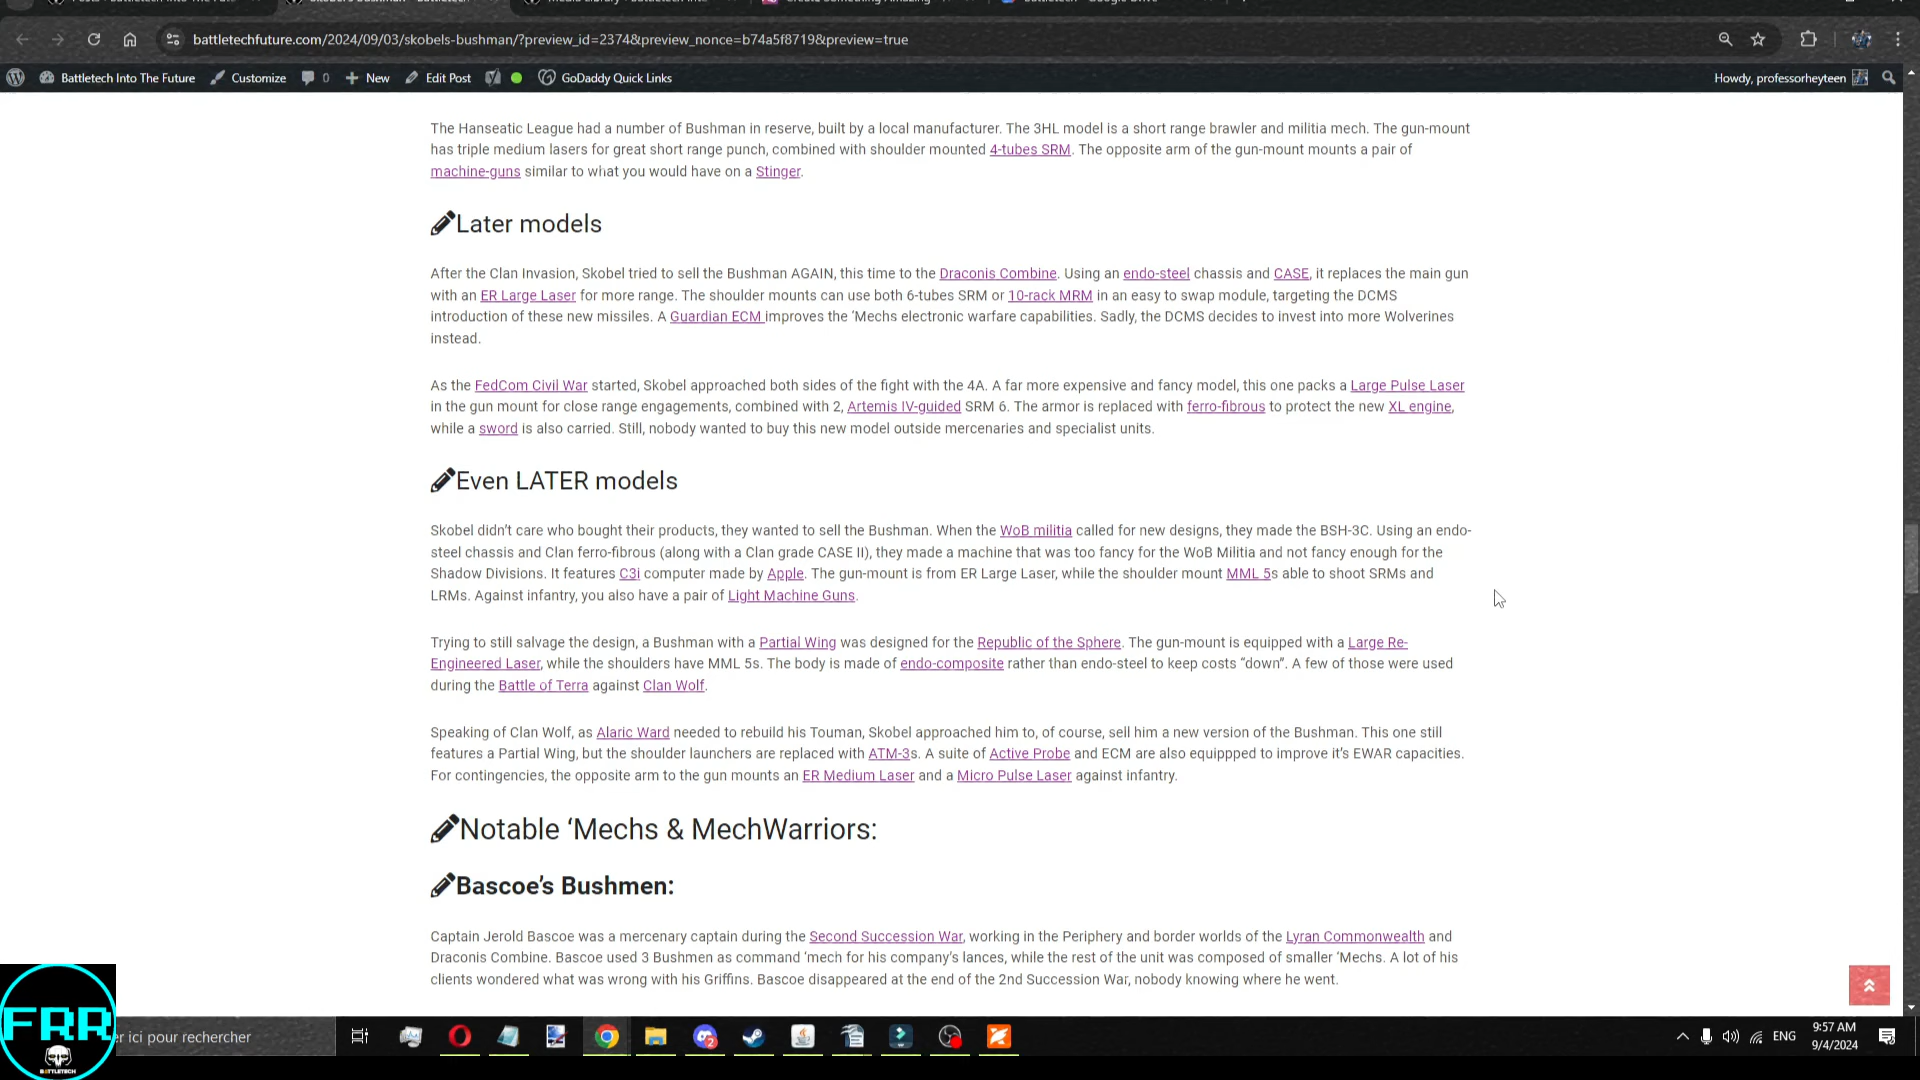 battletechfuture.com/2024/09/03/skobels-bushman/?preview_id=2374&preview_nonce=b74a5f8719&preview=true
Battletech Into The Future Customize 0 New Edit Post GoDaddy Quick Links Howdy, professorheyteen
The Hanseatic League had a number of Bushman in reserve, built by a local manufacturer. The 3HL model is a short range brawler and militia mech. The gun-mount
has triple medium lasers for great short range punch, combined with shoulder mounted 4-tubes SRM. The opposite arm of the gun-mount mounts a pair of
machine-guns similar to what you would have on a Stinger.
Later models
After the Clan Invasion, Skobel tried to sell the Bushman AGAIN, this time to the Draconis Combine. Using an endo-steel chassis and CASE, it replaces the main gun
with an ER Large Laser for more range. The shoulder mounts can use both 6-tubes SRM or 10-rack MRM in an easy to swap module, targeting the DCMS
introduction of these new missiles. A Guardian ECM improves the 'Mechs electronic warfare capabilities. Sadly, the DCMS decides to invest into more Wolverines
instead.
As the FedCom Civil War started, Skobel approached both sides of the fight with the 4A. A far more expensive and fancy model, this one packs a Large Pulse Laser
in the gun mount for close range engagements, combined with 2, Artemis IV-guided SRM 6. The armor is replaced with ferro-fibrous to protect the new XL engine,
while a sword is also carried. Still, nobody wanted to buy this new model outside mercenaries and specialist units.
Even LATER models
Skobel didn't care who bought their products, they wanted to sell the Bushman. When the WoB militia called for new designs, they made the BSH-3C. Using an endo-
steel chassis and Clan ferro-fibrous (along with a Clan grade CASE II), they made a machine that was too fancy for the WoB Militia and not fancy enough for the
Shadow Divisions. It features C3i computer made by Apple. The gun-mount is from ER Large Laser, while the shoulder mount MML 5s able to shoot SRMs and
LRMs. Against infantry, you also have a pair of Light Machine Guns.
Trying to still salvage the design, a Bushman with a Partial Wing was designed for the Republic of the Sphere. The gun-mount is equipped with a Large Re-
Engineered Laser, while the shoulders have MML 5s. The body is made of endo-composite rather than endo-steel to keep costs "down". A few of those were used
during the Battle of Terra against Clan Wolf.
Speaking of Clan Wolf, as Alaric Ward needed to rebuild his Touman, Skobel approached him to, of course, sell him a new version of the Bushman. This one still
features a Partial Wing, but the shoulder launchers are replaced with ATM-3s. A suite of Active Probe and ECM are also equippped to improve it's EWAR capacities.
For contingencies, the opposite arm to the gun mounts an ER Medium Laser and a Micro Pulse Laser against infantry.
Notable 'Mechs & MechWarriors:
Bascoe's Bushmen:
Captain Jerold Bascoe was a mercenary captain during the Second Succession War, working in the Periphery and border worlds of the Lyran Commonwealth and
Draconis Combine. Bascoe used 3 Bushmen as command 'mech for his company's lances, while the rest of the unit was composed of smaller 'Mechs. A lot of his
clients wondered what was wrong with his Griffins. Bascoe disappeared at the end of the 2nd Succession War, nobody knowing where he went.
FRR
BATTLETECH
er ici pour rechercher
ENG
9:57 AM
9/4/2024